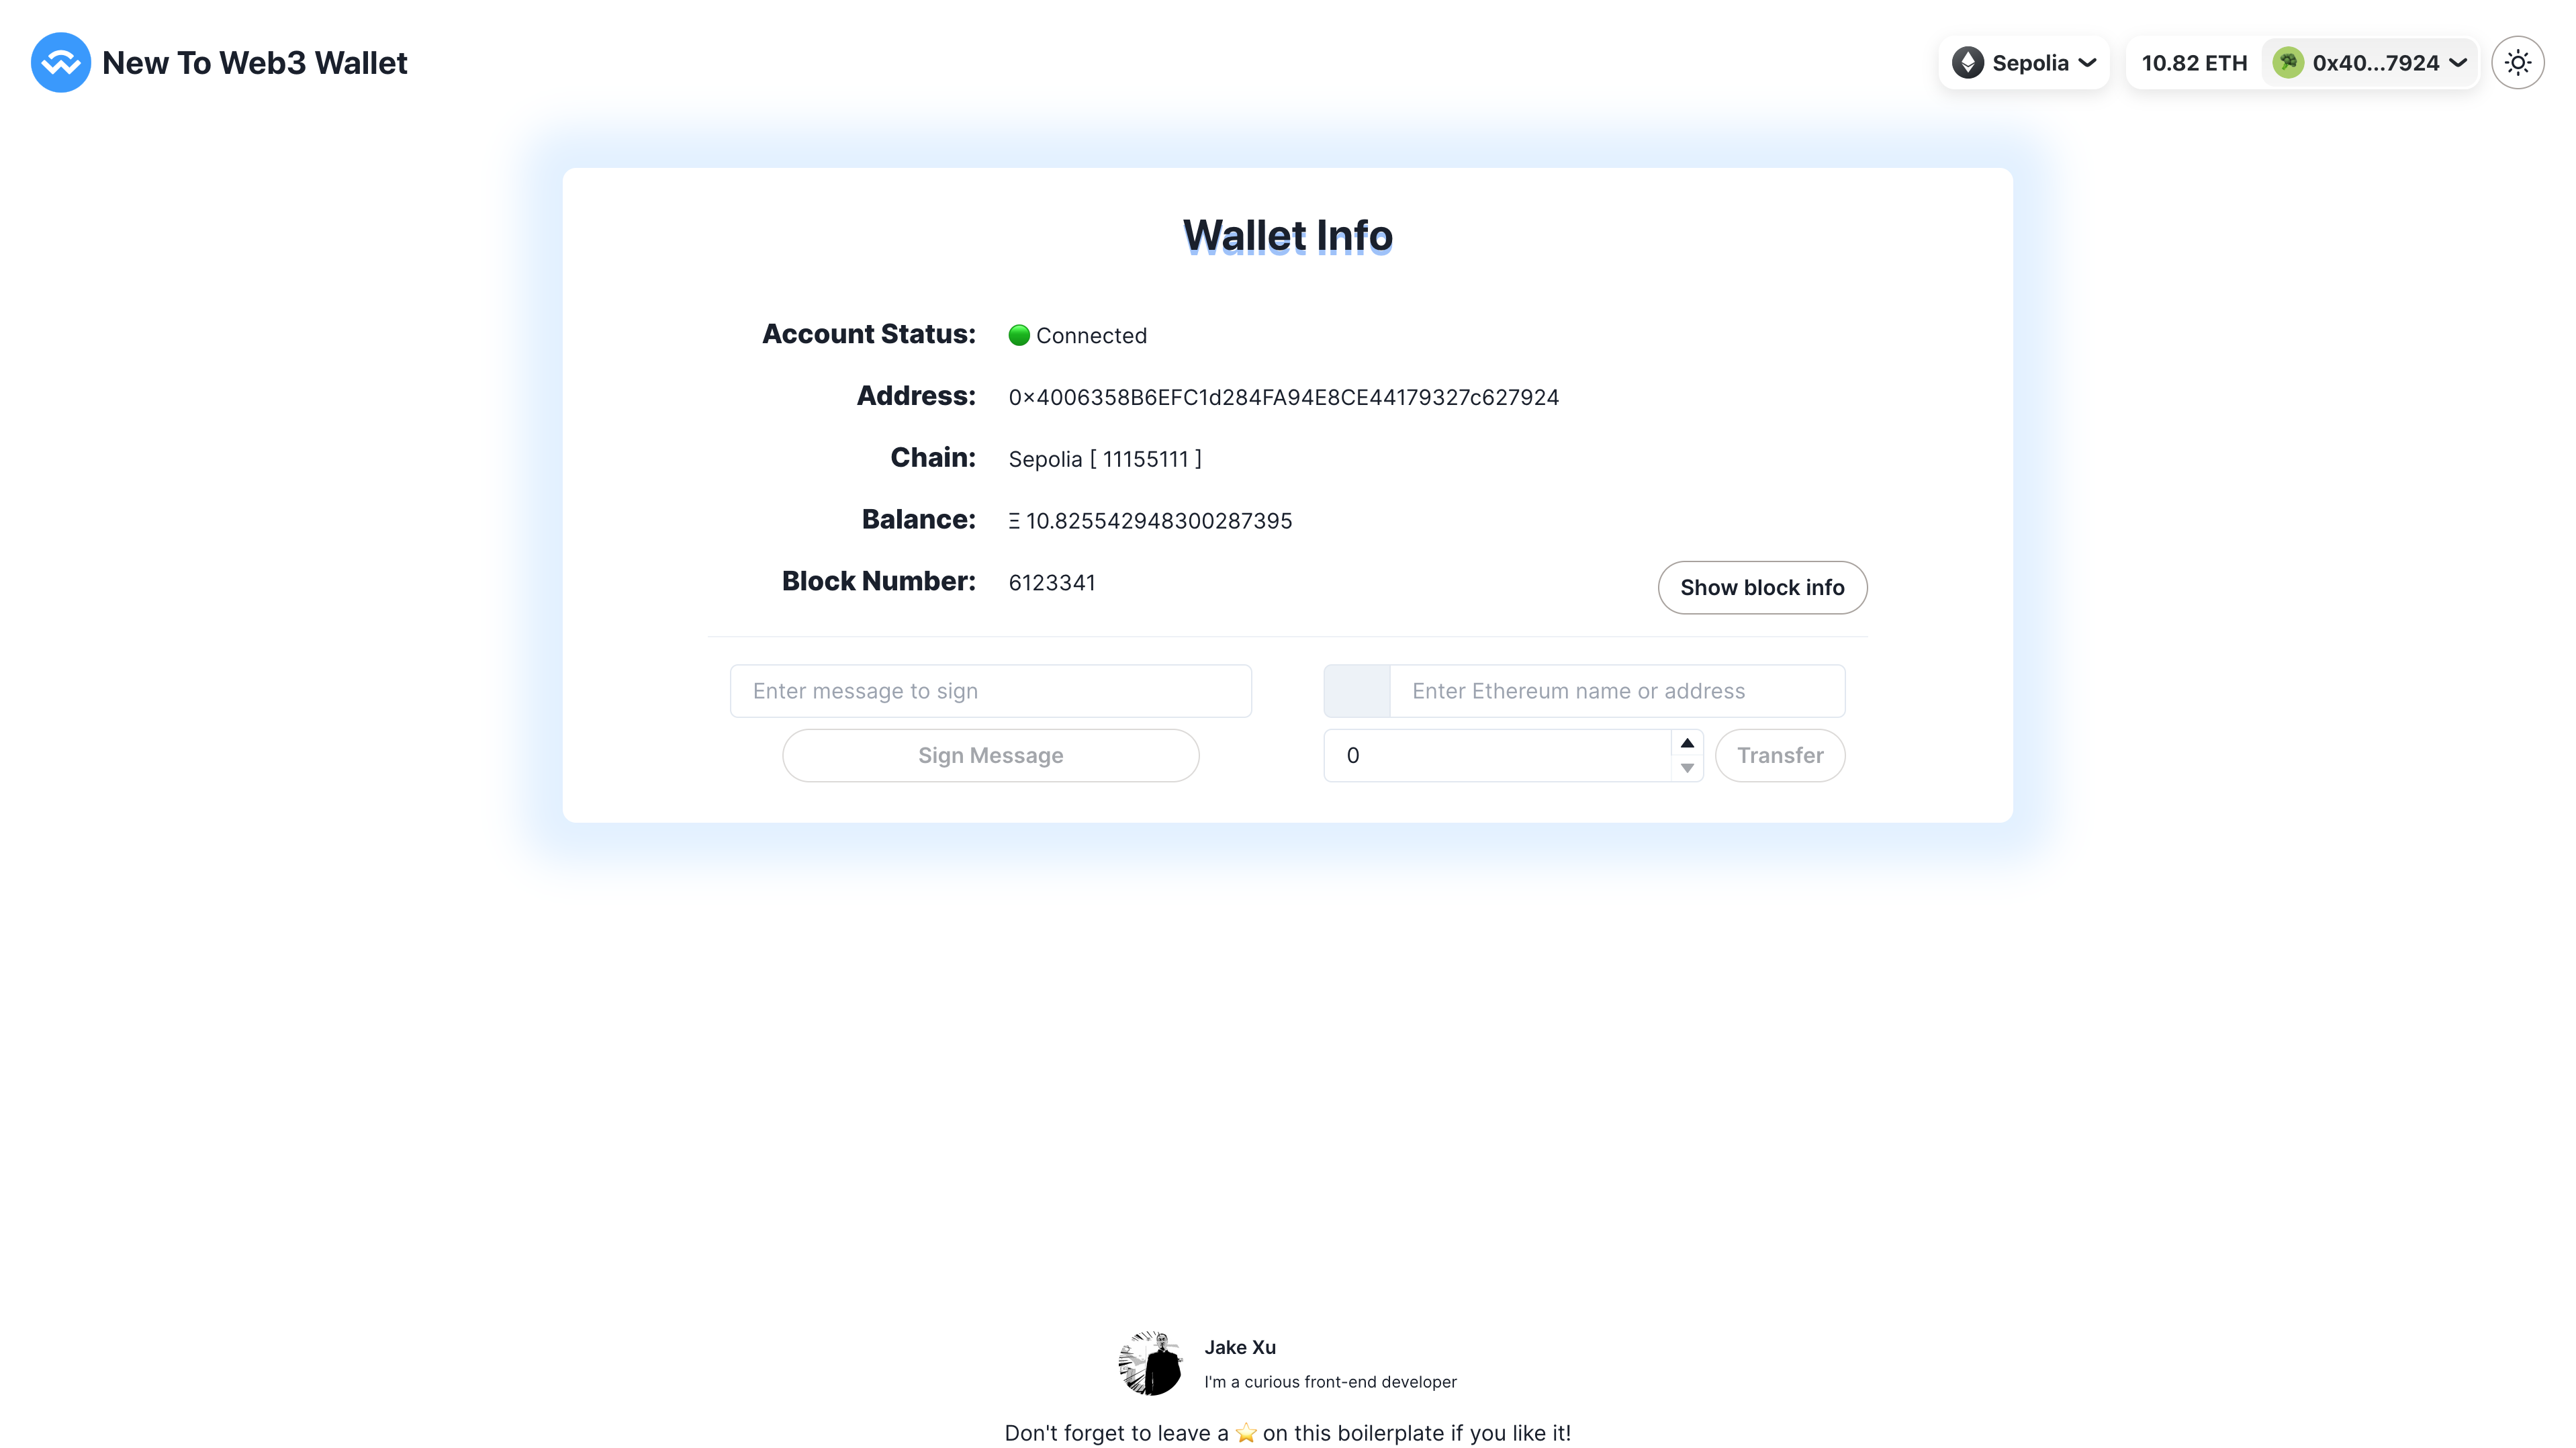 New To Web3 Wallet
Sepolia
10.82 ETH
0x40...7924
Wallet Info
Account Status: Connected
Address: 0x4006358B6EFC1d284FA94E8CE44179327c627924
Chain: Sepolia [ 11155111 ]
Balance: Ξ 10.825542948300287395
Block Number: 6123341
Show block info
Enter message to sign
Enter Ethereum name or address
Sign Message
0
Transfer
Jake Xu
I'm a curious front-end developer
Don't forget to leave a ⭐ on this boilerplate if you like it!